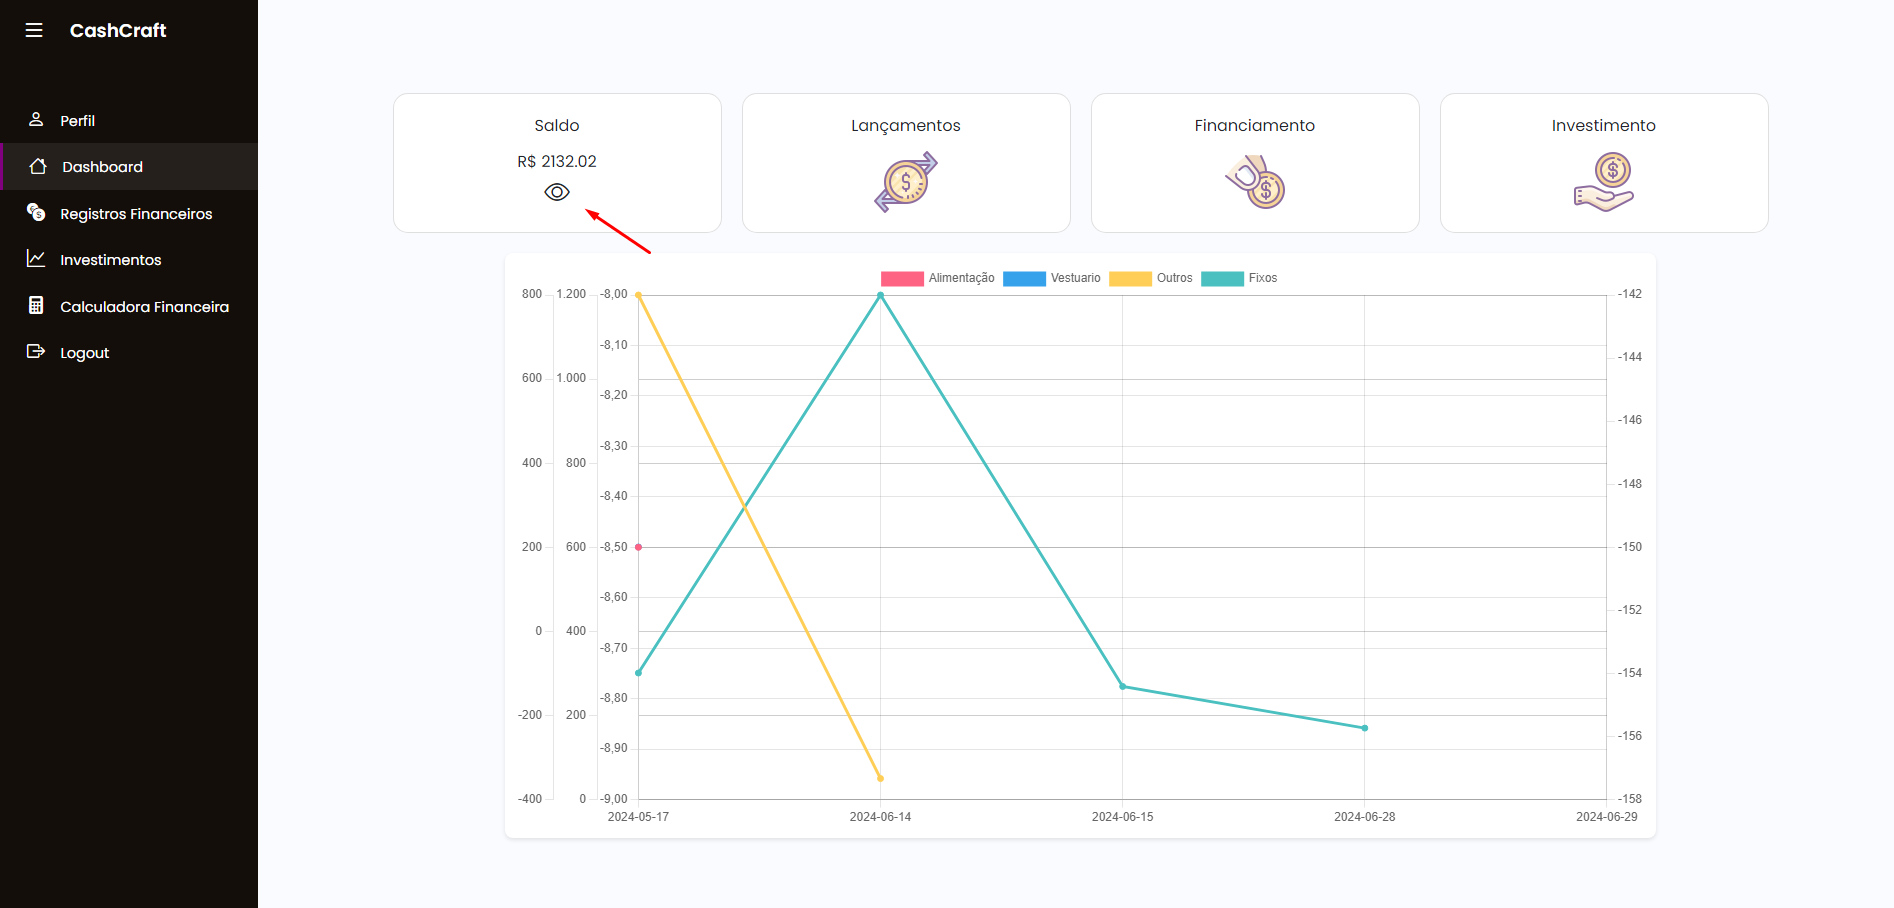 CashCraft
Perfil
Dashboard
Registros Financeiros
Investimentos
Calculadora Financeira
Logout
Saldo
R$ 2132.02
Lançamentos
Financiamento
Investimento
Alimentação Vestuario Outros Fixos
800 1.200 -8,00 -142
-8,10
-144
600 1.000
-8,20
-146
-8,30
400 800
-148
-8,40
200 600 -8,50 -150
-8,60
-152
0 400
-8,70
-154
-8,80
-200 200
-156
-8,90
-400 0 -9,00 -158
2024-05-17 2024-06-14 2024-06-15 2024-06-28 2024-06-29